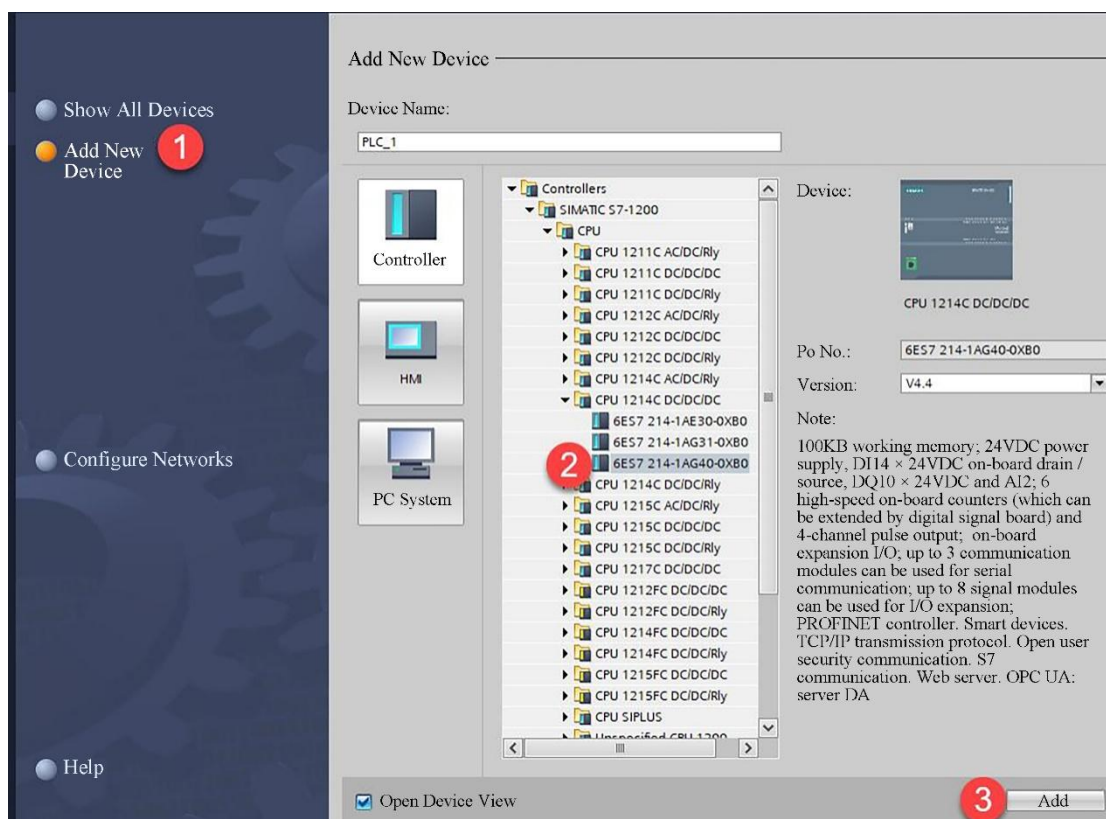 Add New Device
Show All Devices
Add New
Device
1
Configure Networks
Help
Device Name:
PLC_1
Controller
HMI
PC System
Controllers
SIMATIC S7-1200
CPU
CPU 1211C AC/DC/Rly
CPU 1211C DC/DC/DC
CPU 1211C DC/DC/Rly
CPU 1212C AC/DC/Rly
CPU 1212C DC/DC/DC
CPU 1212C DC/DC/Rly
CPU 1214C AC/DC/Rly
CPU 1214C DC/DC/DC
6ES7 214-1AE30-0XB0
6ES7 214-1AG31-0XB0
2
6ES7 214-1AG40-0XB0
CPU 1214C DC/DC/Rly
CPU 1215C AC/DC/Rly
CPU 1215C DC/DC/DC
CPU 1215C DC/DC/Rly
CPU 1217C DC/DC/DC
CPU 1212FC DC/DC/DC
CPU 1212FC DC/DC/Rly
CPU 1214FC DC/DC/DC
CPU 1214FC DC/DC/Rly
CPU 1215FC DC/DC/DC
CPU 1215FC DC/DC/Rly
CPU SIPLUS
Unspecified CPU 1200
Device:
CPU 1214C DC/DC/DC
Po No.:
6ES7 214-1AG40-0XB0
Version:
V4.4
Note:
100KB working memory; 24VDC power
supply, DI14 × 24VDC on-board drain /
source, DQ10 × 24VDC and AI2; 6
high-speed on-board counters (which can
be extended by digital signal board) and
4-channel pulse output; on-board
expansion I/O; up to 3 communication
modules can be used for serial
communication; up to 8 signal modules
can be used for I/O expansion;
PROFINET controller. Smart devices.
TCP/IP transmission protocol. Open user
security communication. S7
communication. Web server. OPC UA:
server DA
Open Device View
3
Add